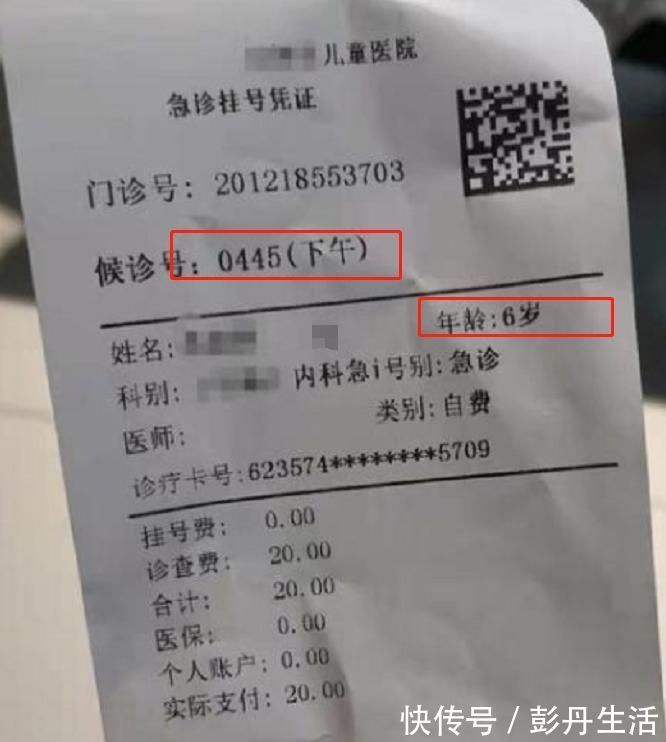 儿童医院
急诊挂号凭证
门诊号: 201218553703
候诊号: 0445(下午)
姓名: 年龄:6岁
科别: 内科急i号别:急诊
医师: 类别:自费
诊疗卡号:623574********5709
挂号费: 0.00
诊查费: 20.00
合计: 20.00
医保: 0.00
个人账户: 0.00
实际支付: 20.00
快传号 / 彭丹生活